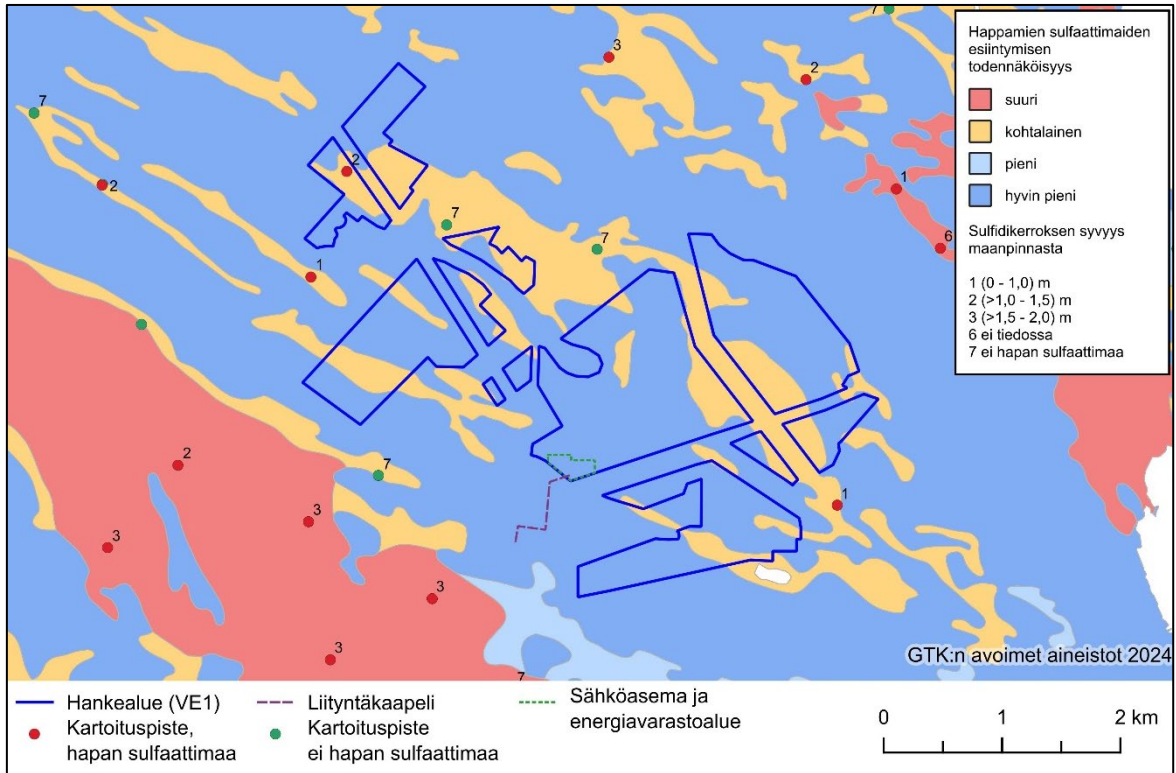 7
3
7
2
2
2
1
6
7
7
1
7
2
7
3
1
3
3
3
7
Happamien sulfaattimaiden
esiintymisen
todennäköisyys
suuri
kohtalainen
pieni
hyvin pieni
Sulfidikerroksen syvyys
maanpinnasta
1 (0 - 1,0) m
2 (>1,0 - 1,5) m
3 (>1,5 - 2,0) m
6 ei tiedossa
7 ei hapan sulfaattimaa
GTK:n avoimet aineistot 2024
Hankealue (VE1)
Kartoituspiste,
hapan sulfaattimaa
Liityntäkaapeli
Kartoituspiste
ei hapan sulfaattimaa
Sähköasema ja
energiavarastoalue
0 1 2 km